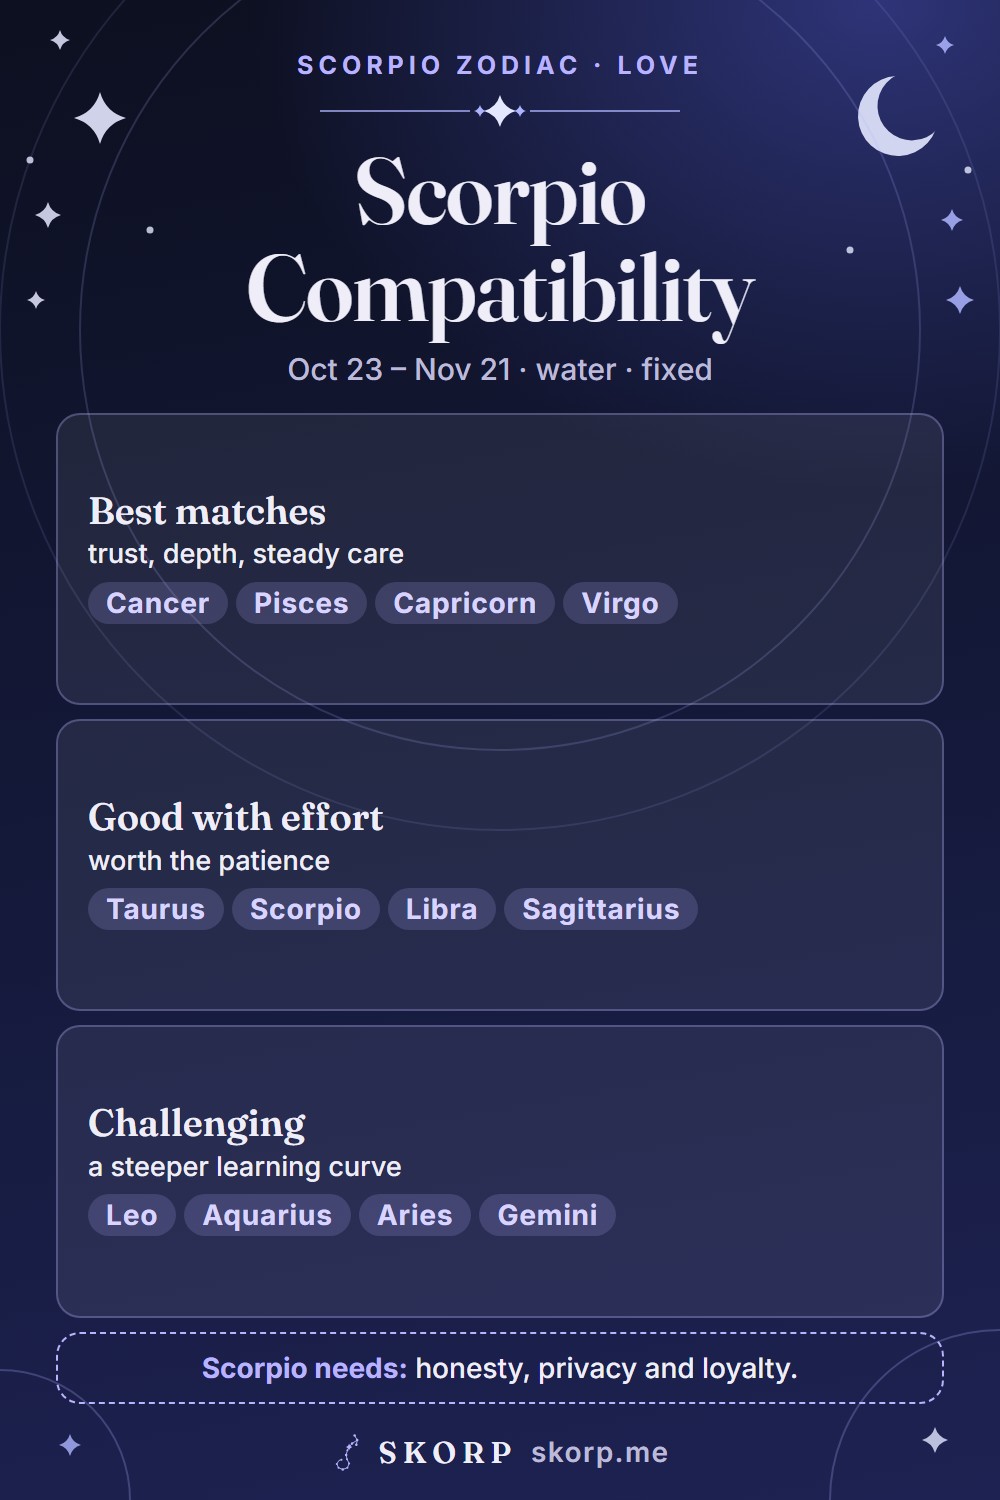 SCORPIO ZODIAC · LOVE
Scorpio
Compatibility
Oct 23 – Nov 21 · water · fixed
Best matches
trust, depth, steady care
Cancer Pisces Capricorn Virgo
Good with effort
worth the patience
Taurus Scorpio Libra Sagittarius
Challenging
a steeper learning curve
Leo Aquarius Aries Gemini
Scorpio needs: honesty, privacy and loyalty.
SKORP skorp.me